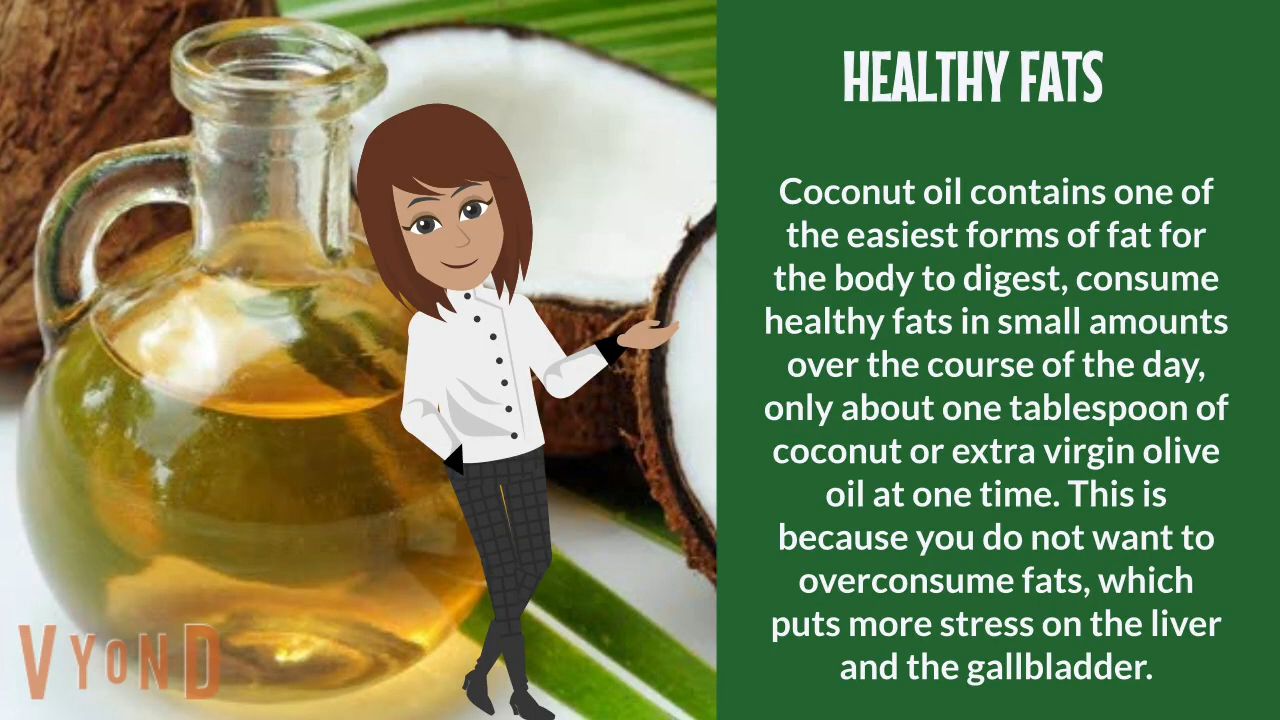 HEALTHY FATS
Coconut oil contains one of
the easiest forms of fat for
the body to digest, consume
healthy fats in small amounts
over the course of the day,
only about one tablespoon of
coconut or extra virgin olive
oil at one time. This is
because you do not want to
overconsume fats, which
puts more stress on the liver
and the gallbladder.
VYOND